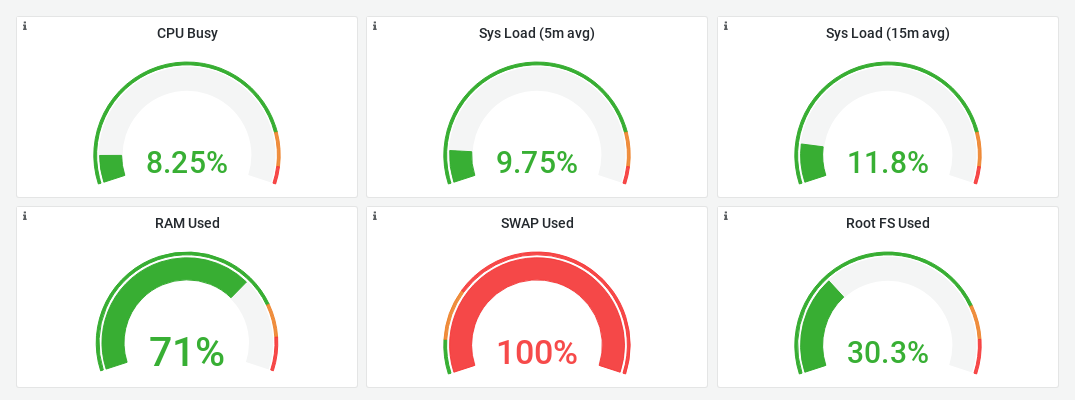 CPU Busy
8.25%
Sys Load (5m avg)
9.75%
Sys Load (15m avg)
11.8%
RAM Used
71%
SWAP Used
100%
Root FS Used
30.3%